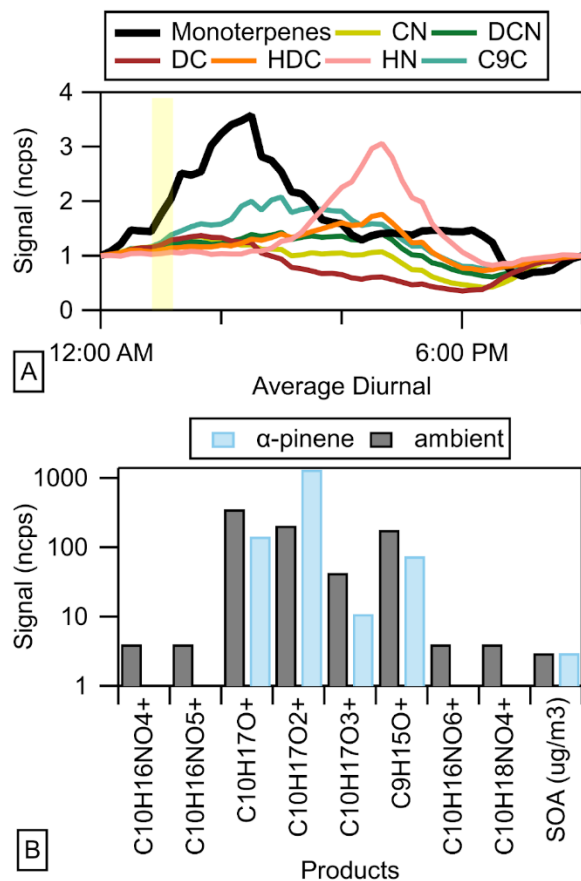 Monoterpenes CN DCN
DC HDC HN C9C
4
3
2
1
0
Signal (ncps)
12:00 AM 6:00 PM
A
Average Diurnal
α-pinene ambient
1000
100
10
1
Signal (ncps)
C10H16NO4+
C10H16NO5+
C10H17O+
C10H17O2+
C10H17O3+
C9H15O+
C10H16NO6+
C10H18NO4+
SOA (ug/m3)
B
Products